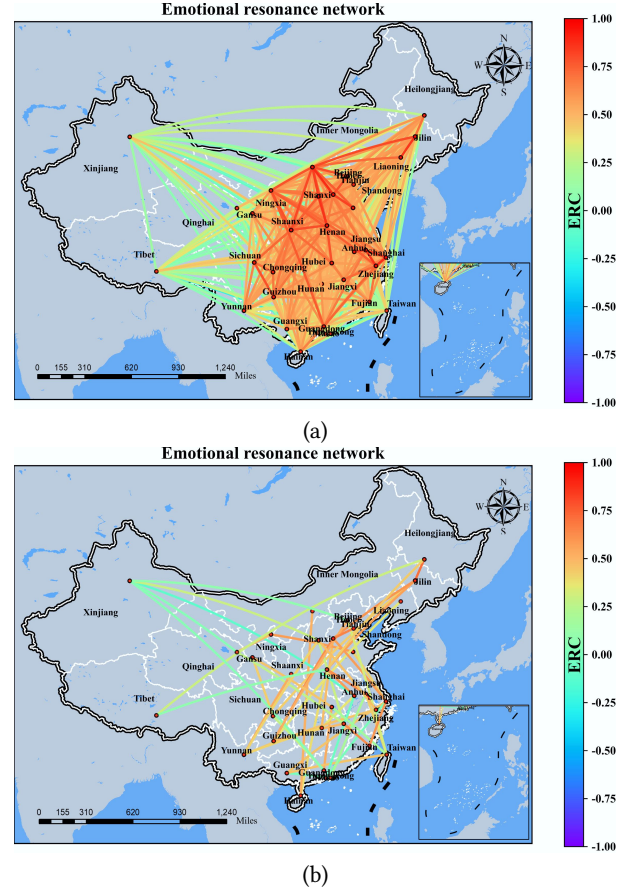 Emotional resonance network
N
W E
S
Heilongjiang
Jilin
Inner Mongolia
Liaoning
Xinjiang
Beijing
Tianjin
Shandong
Ningxia
Shanxi
Qinghai
Gansu
Shaanxi
Henan
Jiangsu
Anhui
Shanghai
Tibet
Sichuan
Hubei
Chongqing
Zhejiang
Guizhou
Hunan
Jiangxi
Yunnan
Fujian
Taiwan
Guangxi
Guangdong
Hainan
0 155 310 620 930 1,240
Miles
1.00
0.75
0.50
0.25
0.00
-0.25
-0.50
-0.75
-1.00
ERC
(a)
Emotional resonance network
N
W E
S
Heilongjiang
Jilin
Inner Mongolia
Liaoning
Xinjiang
Beijing
Tianjin
Shandong
Shanxi
Ningxia
Qinghai
Gansu
Shaanxi
Henan
Jiangsu
Anhui
Shanghai
Tibet
Sichuan
Hubei
Chongqing
Zhejiang
Guizhou
Hunan
Jiangxi
Yunnan
Fujian
Taiwan
Guangxi
Guangdong
Hainan
0 155 310 620 930 1,240
Miles
1.00
0.75
0.50
0.25
0.00
-0.25
-0.50
-0.75
-1.00
ERC
(b)